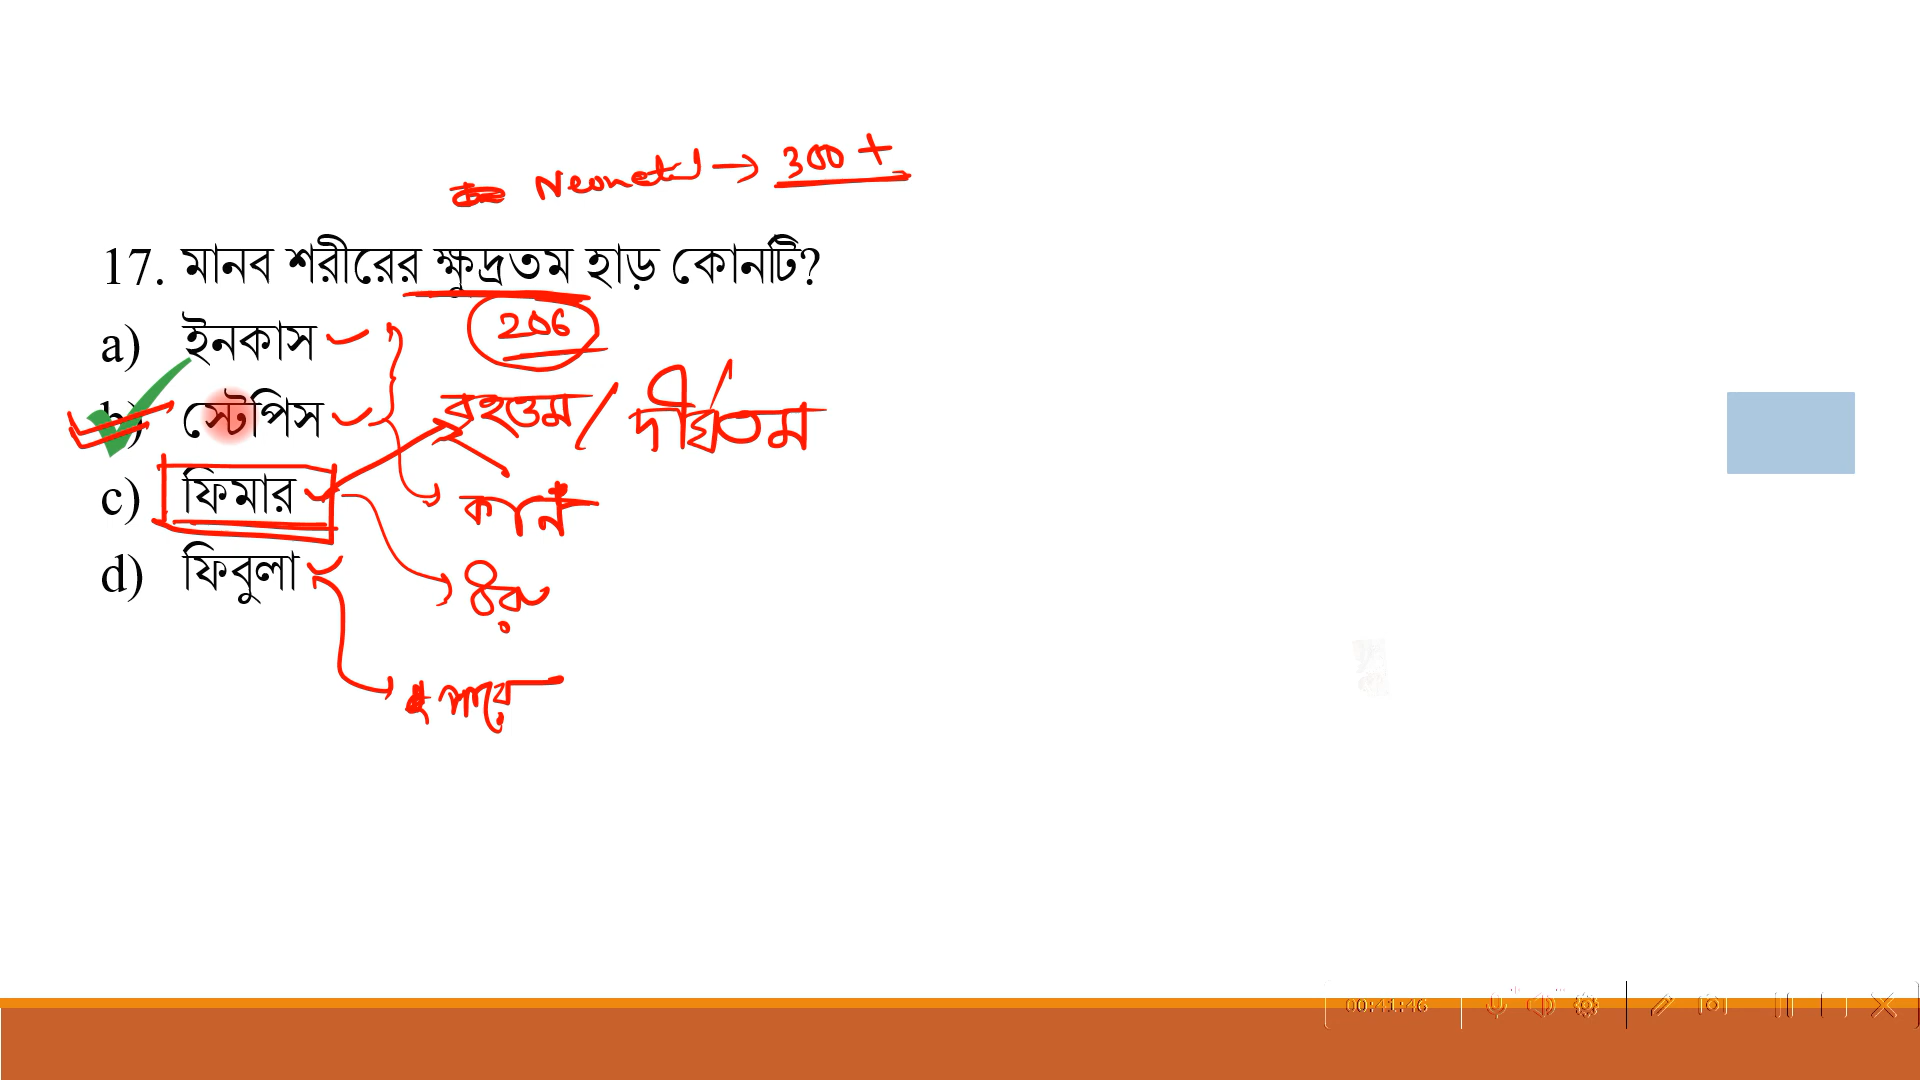 Neonatal → 300 +
17. মানব শরীরের ক্ষুদ্রতম হাড় কোনটি?
206
a) ইনকাস
b) স্টেপিস
বৃহত্তম / দীর্ঘতম
c) ফিমার
কান
d) ফিবুলা
ঊরু
পায়ে
00:41:46